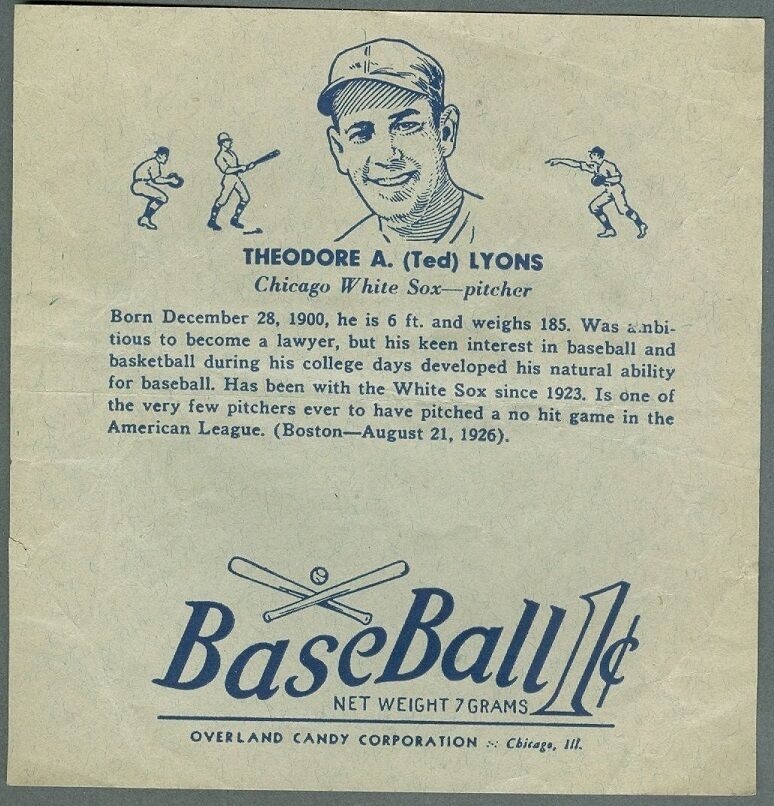 THEODORE A. (Ted) LYONS
Chicago White Sox—pitcher
Born December 28, 1900, he is 6 ft. and weighs 185. Was ambi-
tious to become a lawyer, but his keen interest in baseball and
basketball during his college days developed his natural ability
for baseball. Has been with the White Sox since 1923. Is one of
the very few pitchers ever to have pitched a no hit game in the
American League. (Boston—August 21, 1926).
BaseBall 1¢
NET WEIGHT 7 GRAMS
OVERLAND CANDY CORPORATION -:- Chicago, Ill.